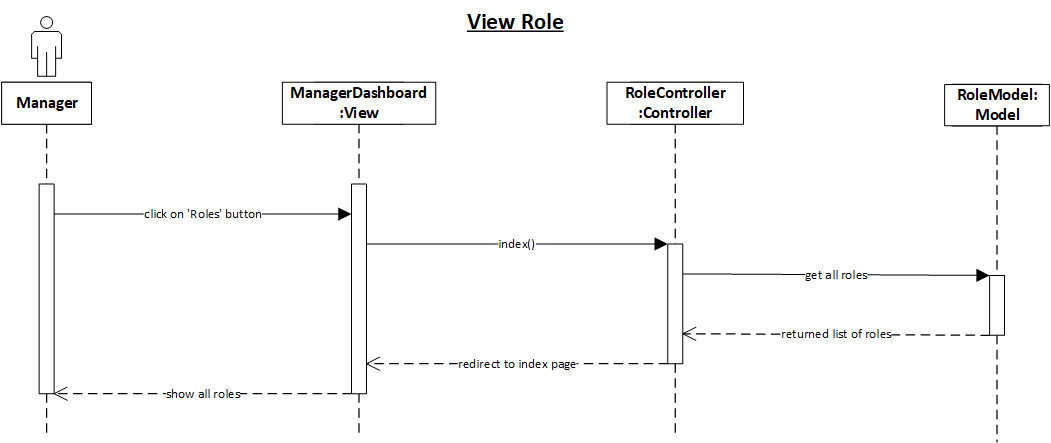 View Role
Manager
ManagerDashboard
:View
RoleController
:Controller
RoleModel:
Model
click on 'Roles' button
index()
get all roles
returned list of roles
redirect to index page
show all roles